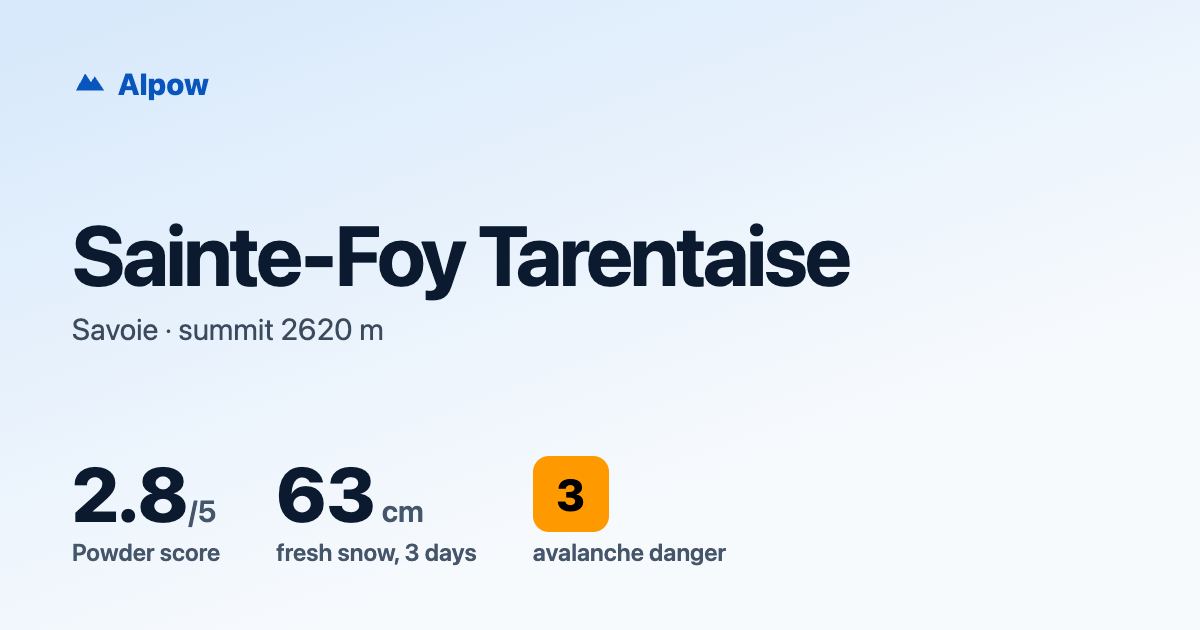 Alpow
Sainte-Foy Tarentaise
Savoie · summit 2620 m
2.8/5
Powder score
63 cm
fresh snow, 3 days
3
avalanche danger